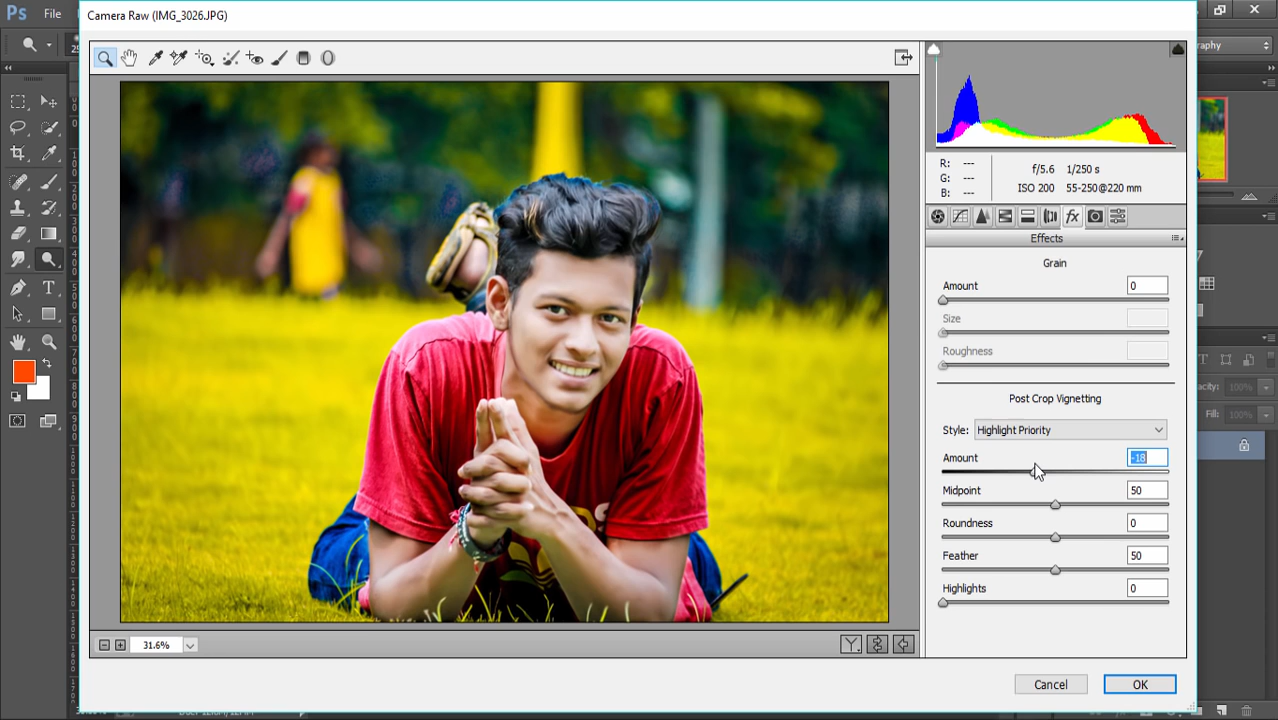 Ps File
Camera Raw (IMG_3026.JPG)
raphy
f/5.6 1/250 s
ISO 200 55-250@220 mm
R: ---
G: ---
B: ---
Effects
Grain
Amount 0
Size
Roughness
Post Crop Vignetting
Style: Highlight Priority
Amount -18
Midpoint 50
Roundness 0
Feather 50
Highlights 0
31.6%
Cancel OK